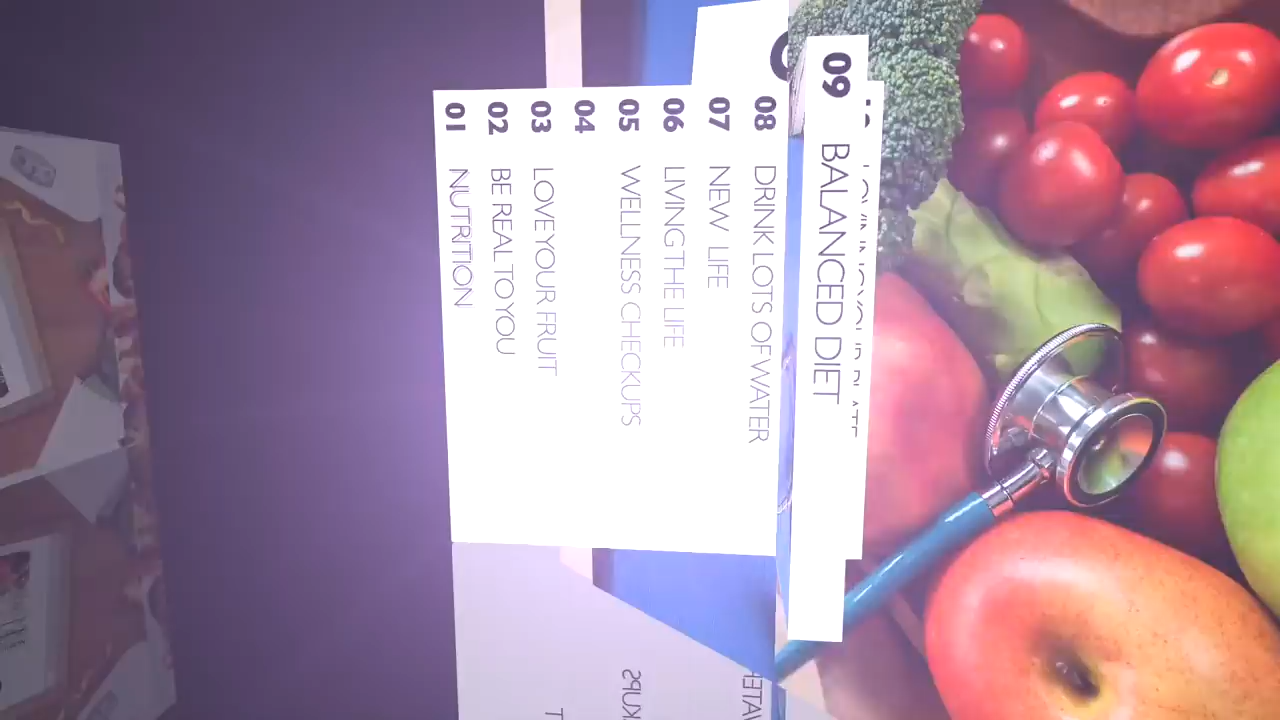 01 NUTRITION
02 BE REAL TO YOU
03 LOVE YOUR FRUIT
04
05 WELLNESS CHECKUPS
06 LIVING THE LIFE
07 NEW LIFE
08 DRINK LOTS OF WATER
09 BALANCED DIET